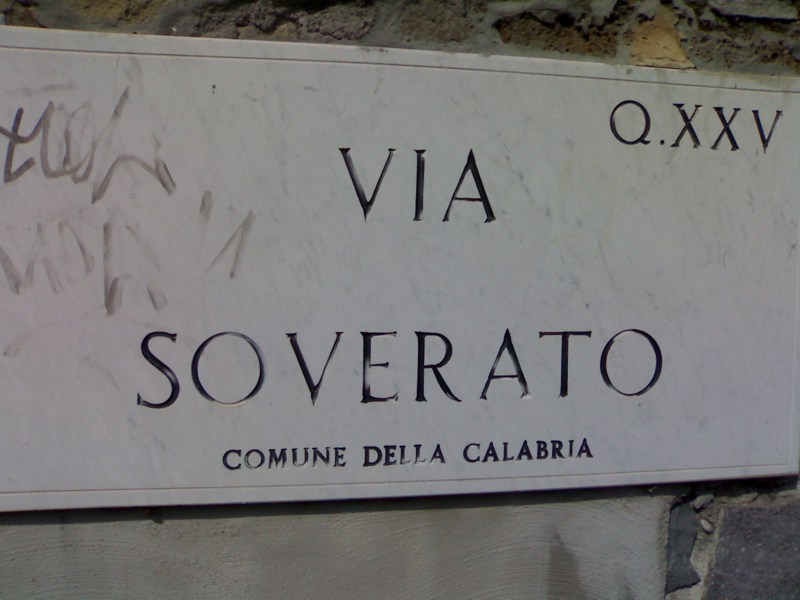 Q.XXV
VIA
SOVERATO
COMUNE DELLA CALABRIA